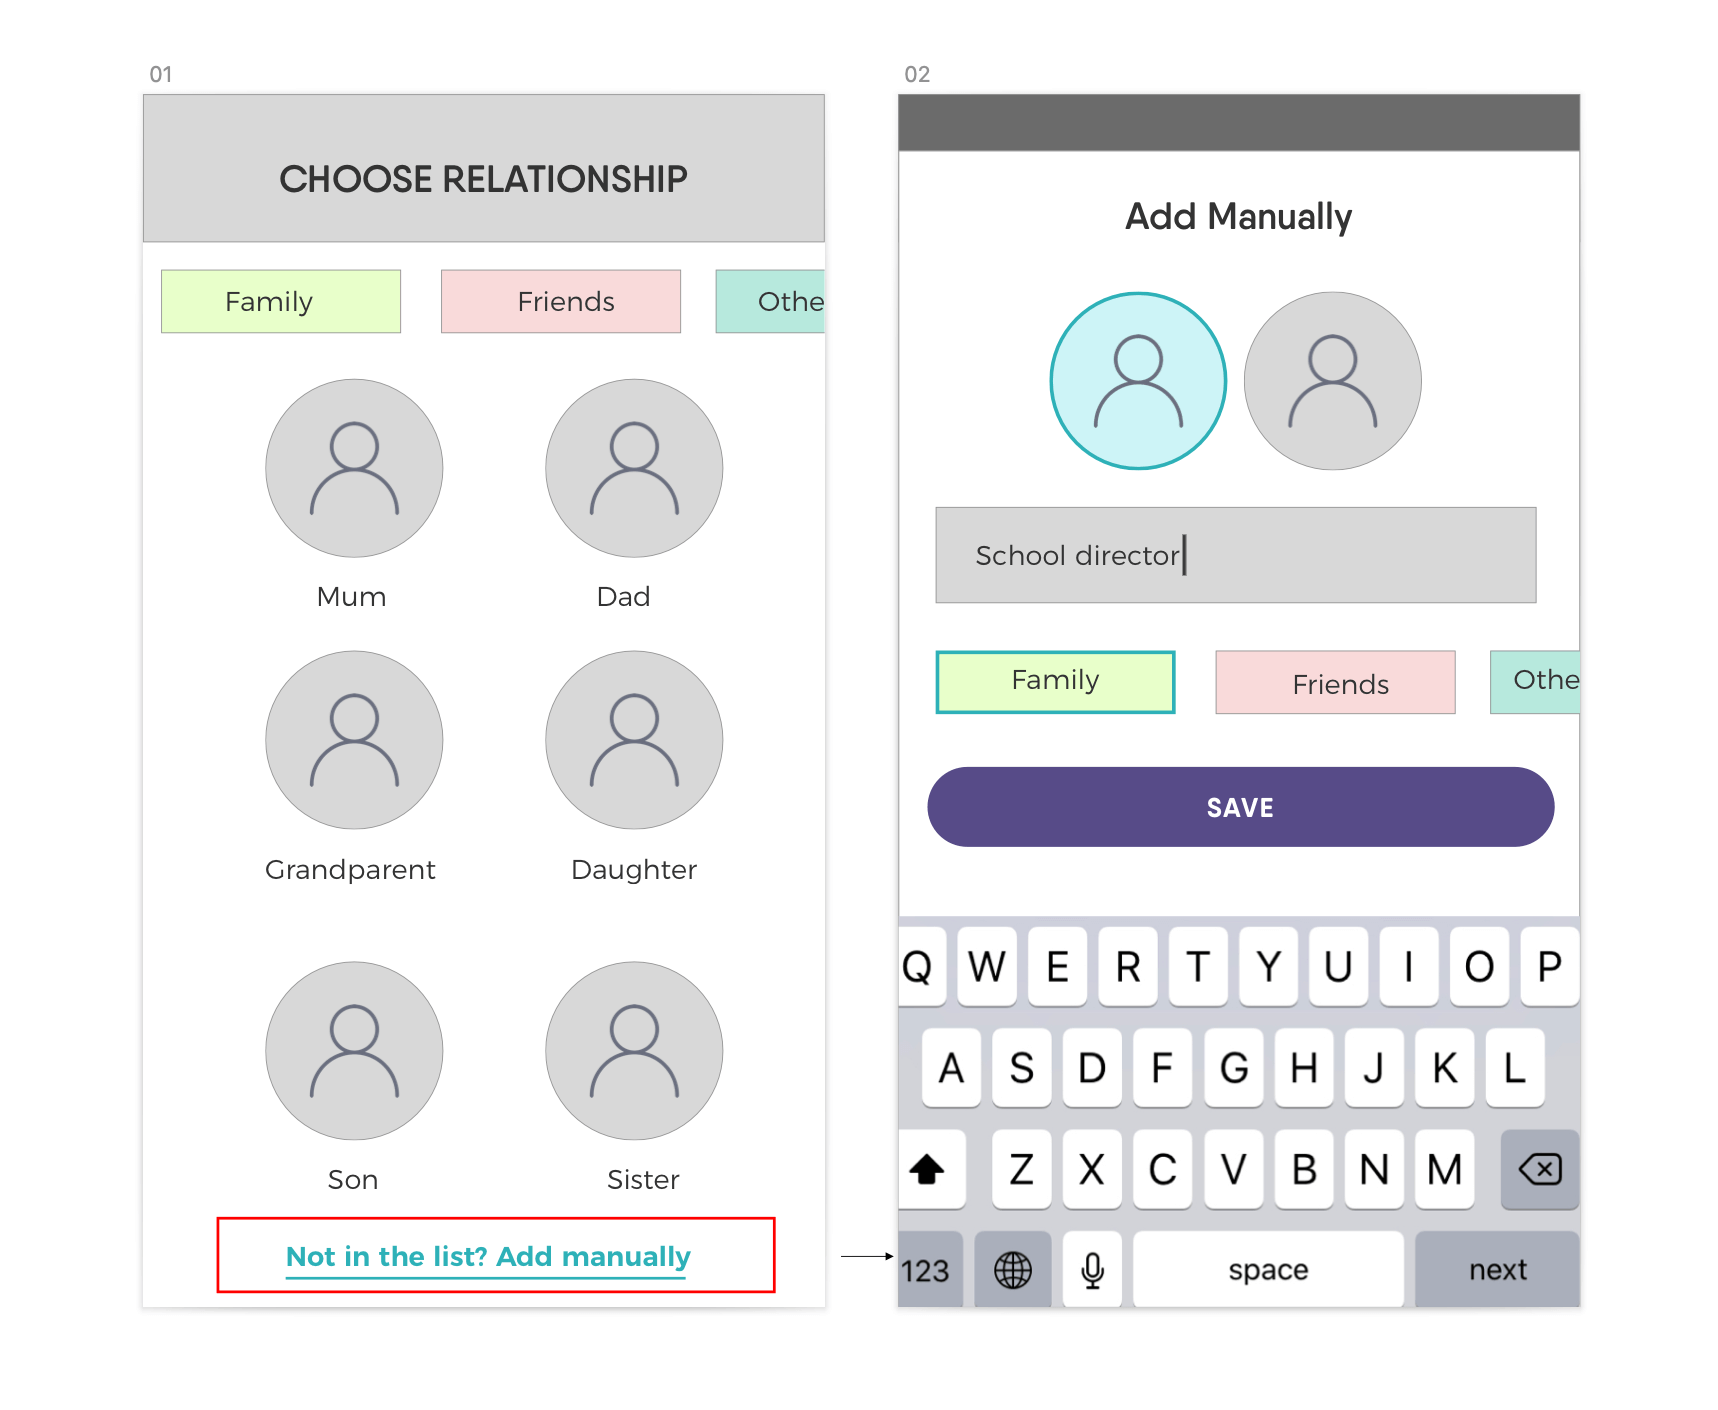 01
CHOOSE RELATIONSHIP
Family Friends Othe
Mum Dad
Grandparent Daughter
Son Sister
Not in the list? Add manually
02
Add Manually
School director
Family Friends Othe
SAVE
Q W E R T Y U I O P
A S D F G H J K L
Z X C V B N M
123 space next